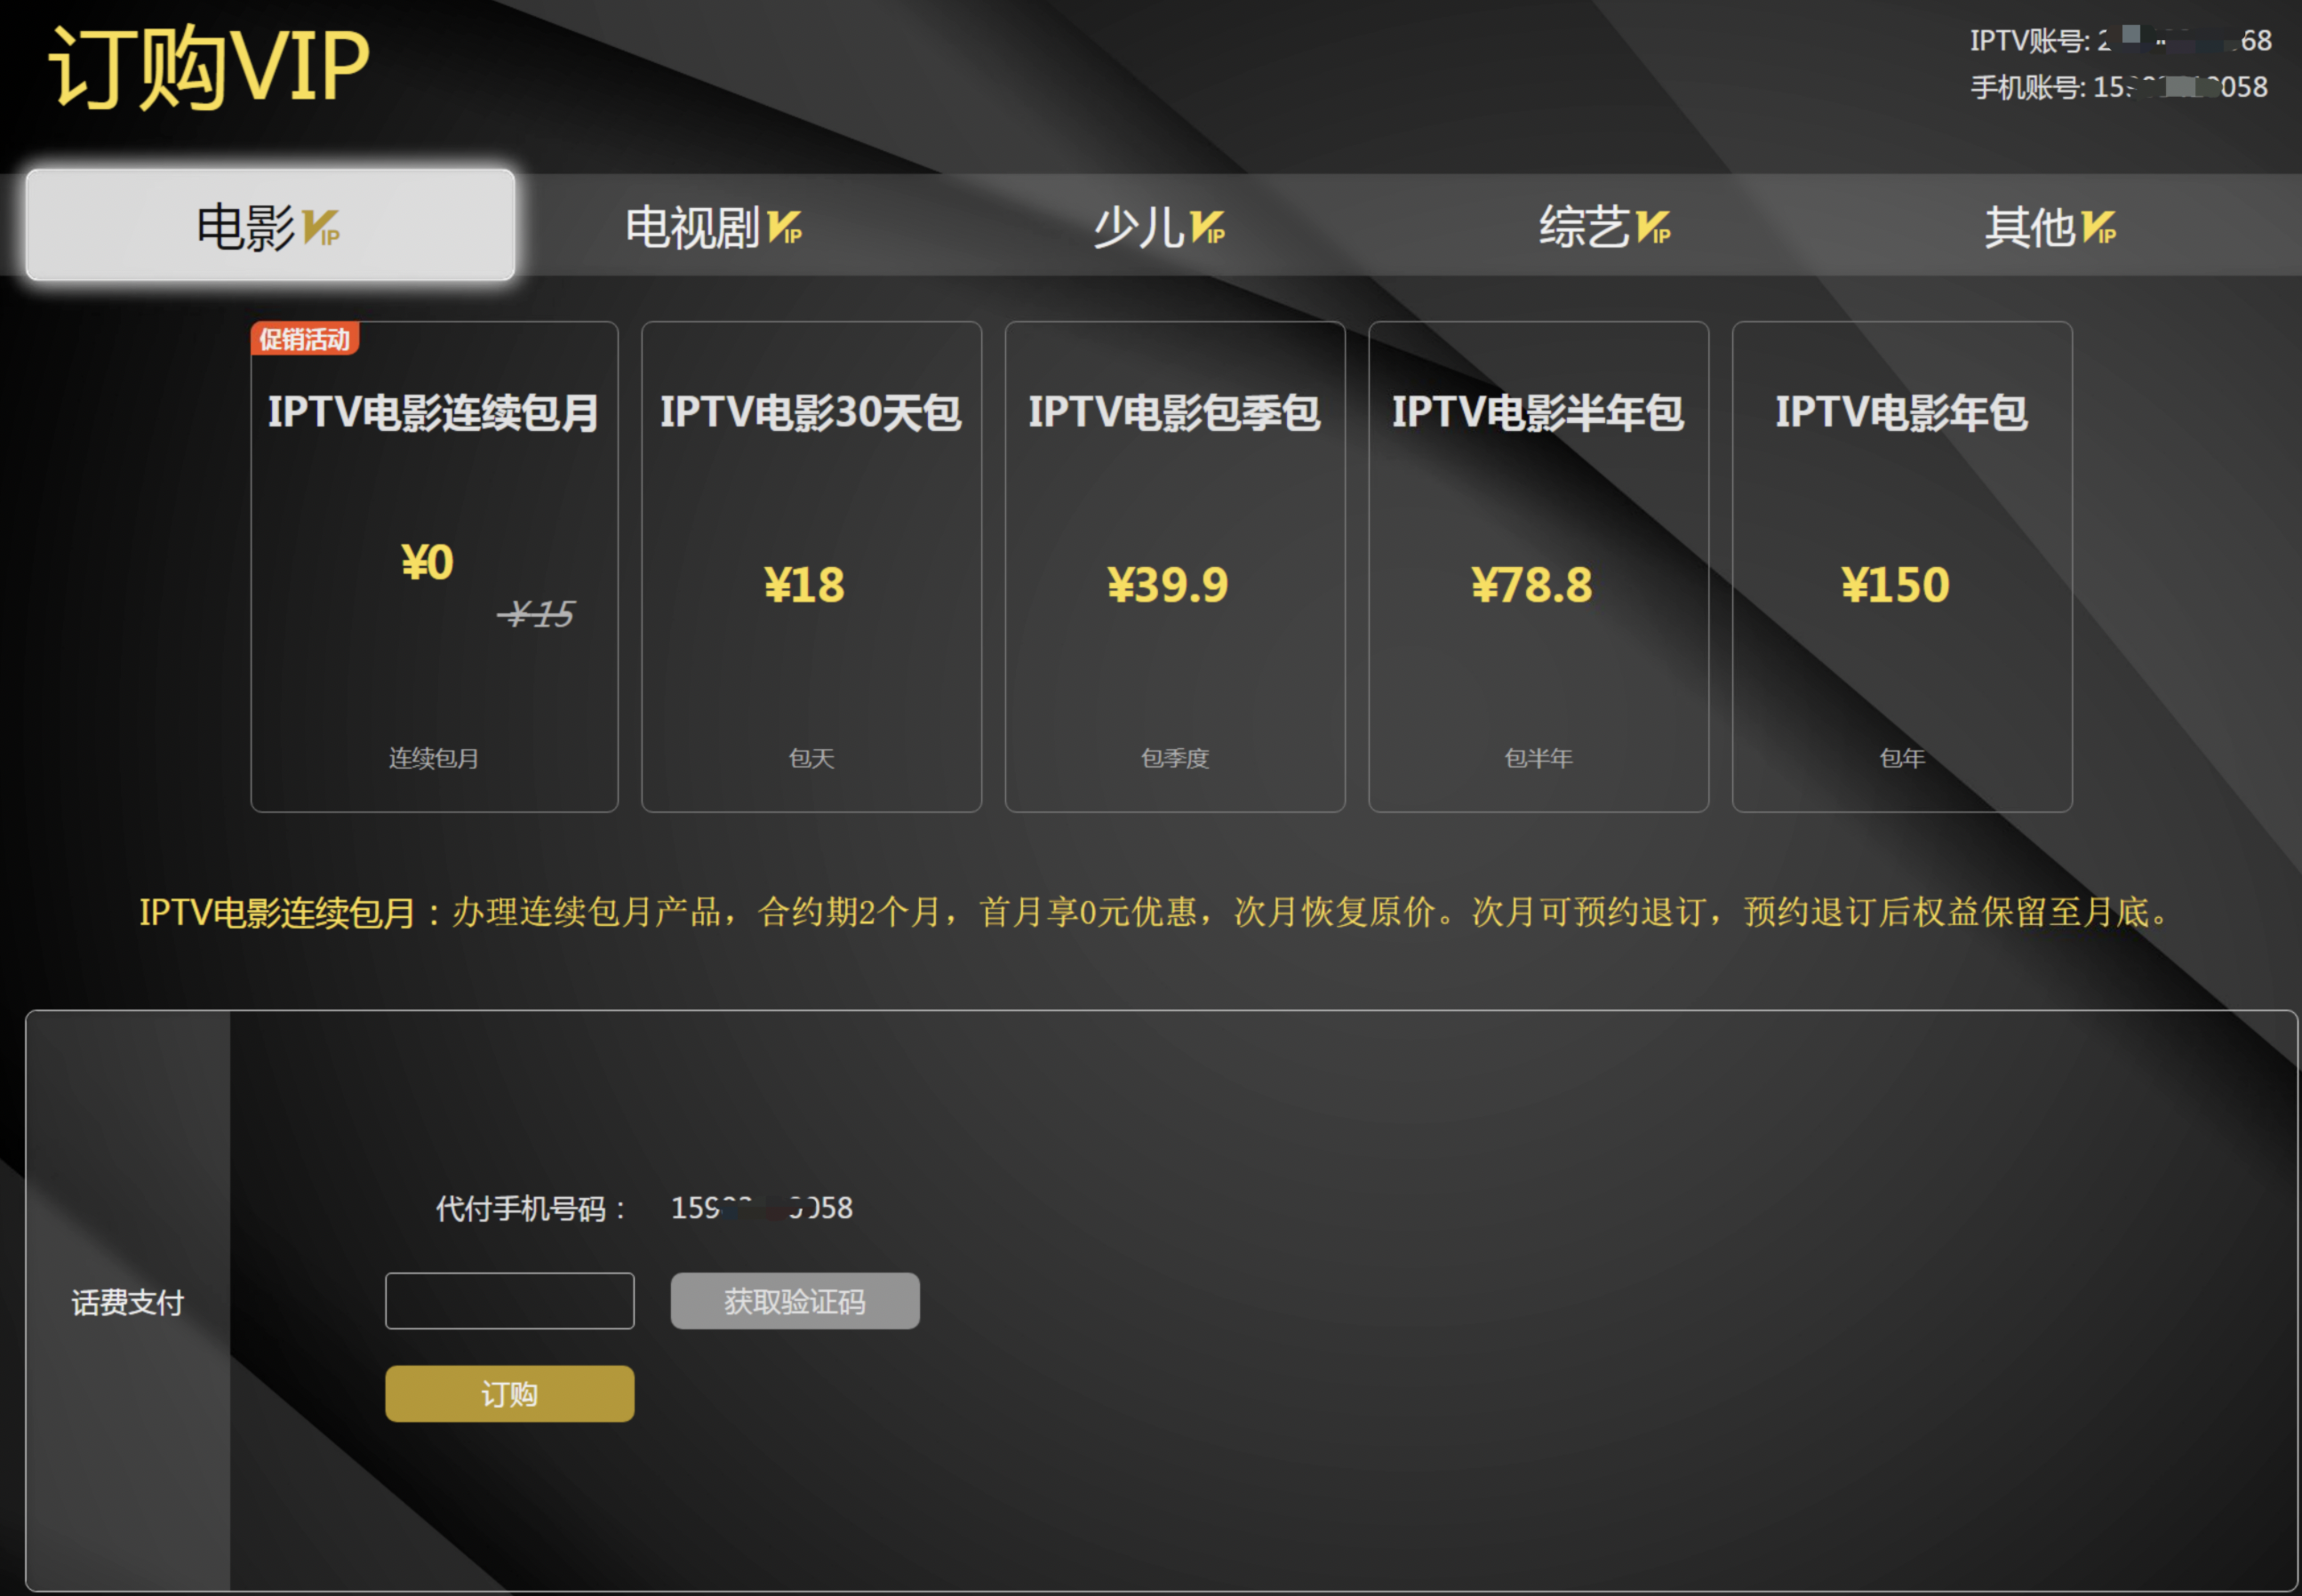 订购VIP
IPTV账号: 2 68
手机账号: 15 058
电影VIP
电视剧VIP
少儿VIP
综艺VIP
其他VIP
促销活动
IPTV电影连续包月
¥0
¥15
连续包月
IPTV电影30天包
¥18
包天
IPTV电影包季包
¥39.9
包季度
IPTV电影半年包
¥78.8
包半年
IPTV电影年包
¥150
包年
IPTV电影连续包月：办理连续包月产品，合约期2个月，首月享0元优惠，次月恢复原价。次月可预约退订，预约退订后权益保留至月底。
话费支付
代付手机号码： 159 058
获取验证码
订购